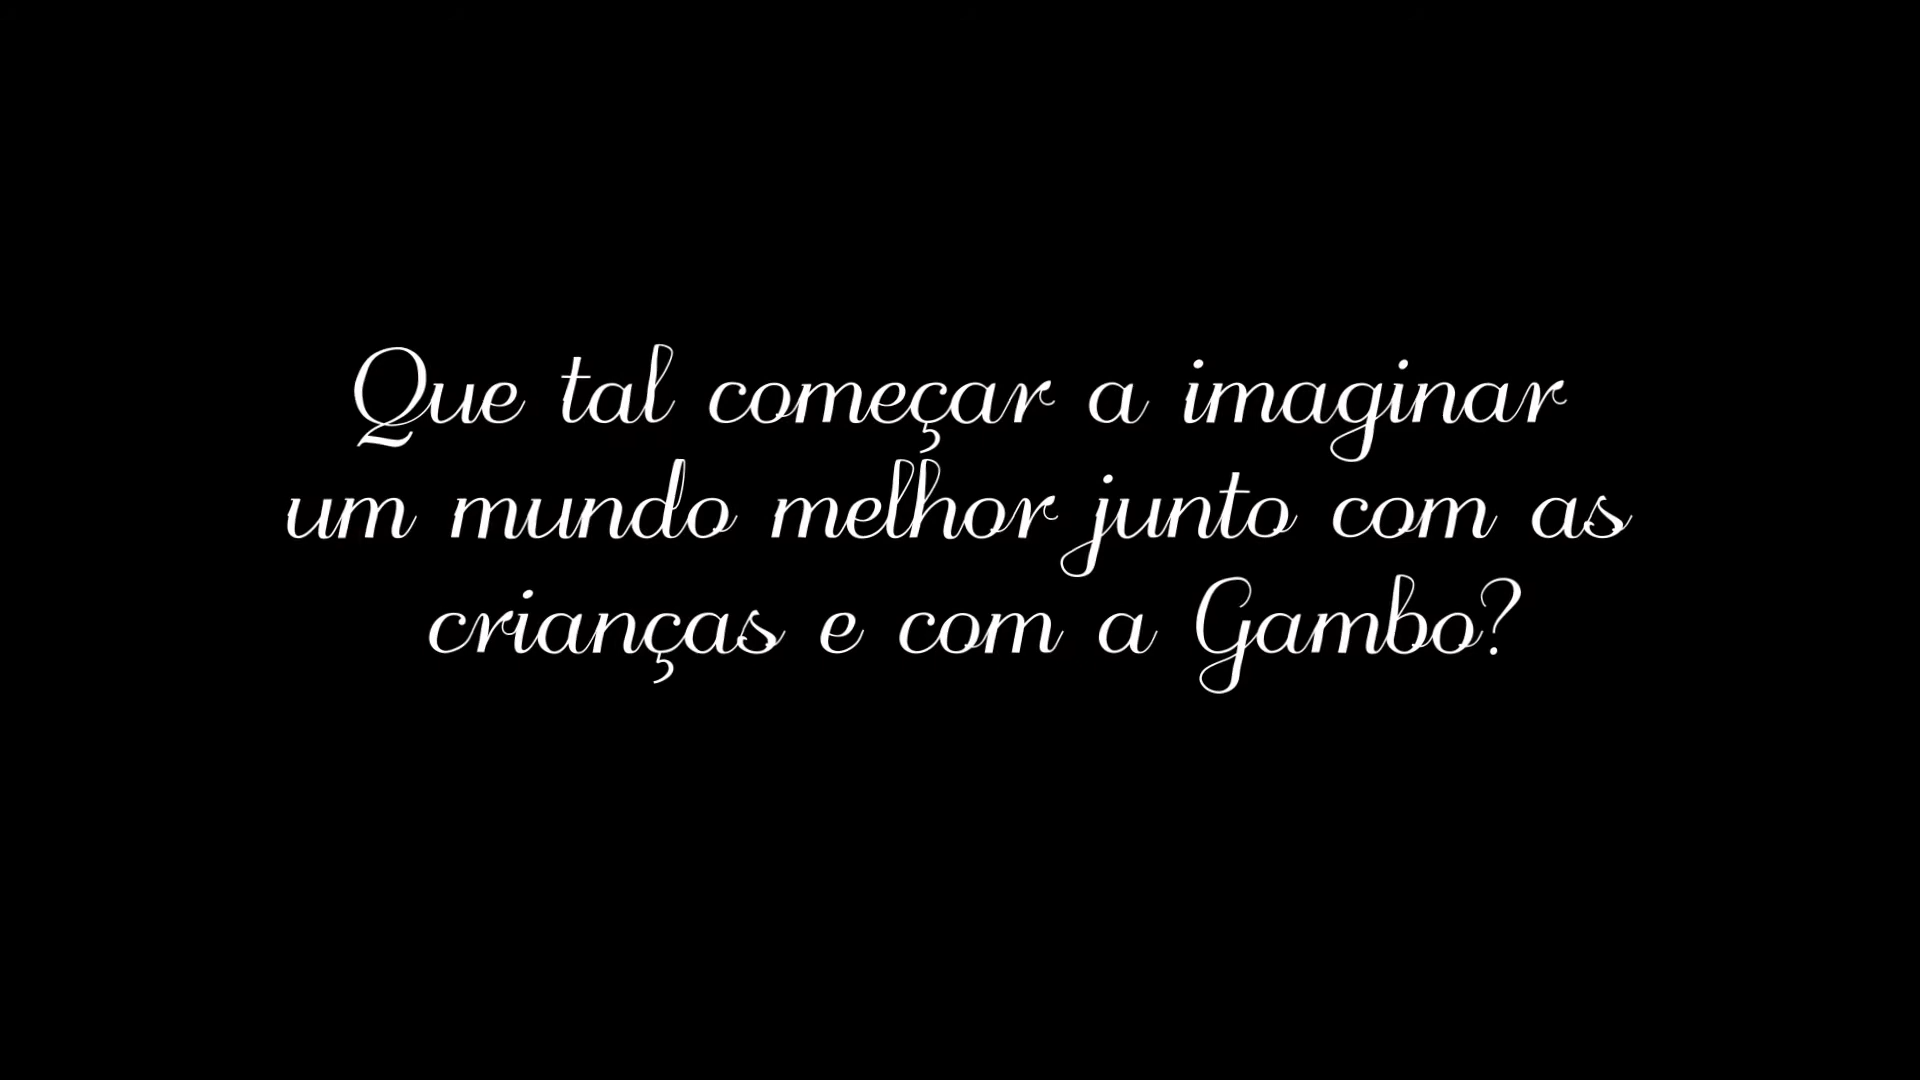 Que tal começar a imaginar
um mundo melhor junto com as
crianças e com a Gambo?